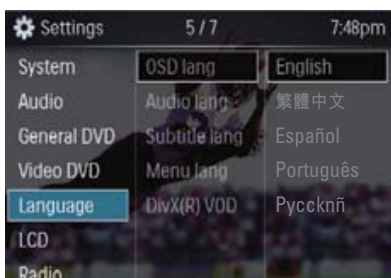 Settings 5/7 7:48pm
System OSD lang English
Audio Audio lang 繁體中文
General DVD Subtitle lang Español
Video DVD Menu lang Português
Language DivX(R) VOD Русскnñ
LCD
Radio